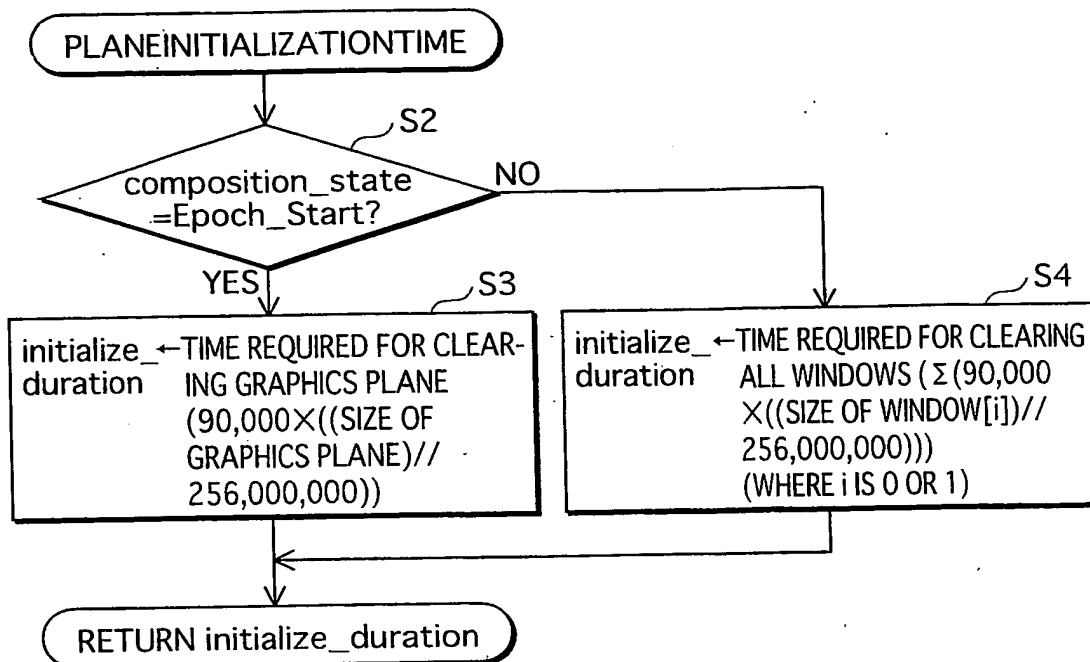 PLANEINITIALIZATIONTIME
S2
composition_state
=Epoch_Start?
NO
YES
S3
initialize_←TIME REQUIRED FOR CLEAR-
duration ING GRAPHICS PLANE
(90,000×((SIZE OF
GRAPHICS PLANE)//
256,000,000))
S4
initialize_←TIME REQUIRED FOR CLEARING
duration ALL WINDOWS (Σ(90,000
×((SIZE OF WINDOW[i])//
256,000,000)))
(WHERE i IS 0 OR 1)
RETURN initialize_duration